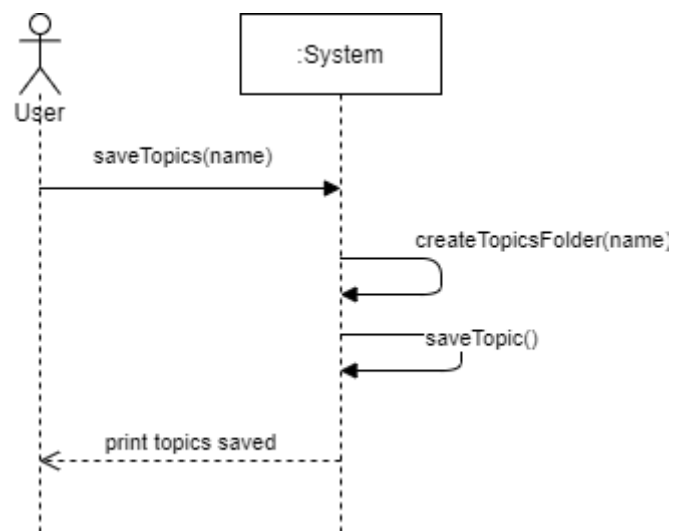 :System
User
saveTopics(name)
createTopicsFolder(name)
saveTopic()
print topics saved